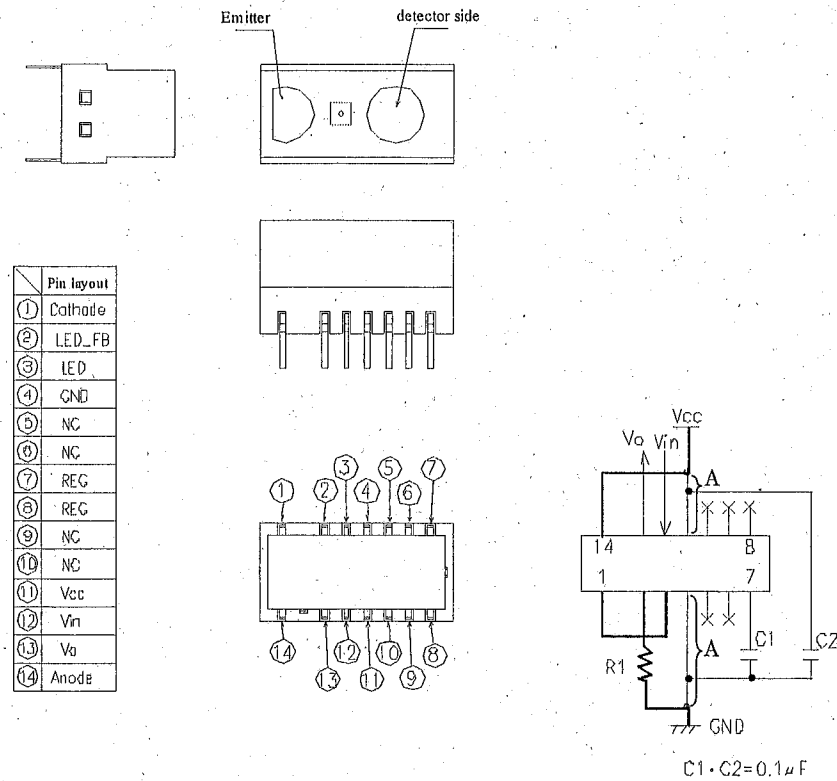 Emitter
detector side
Pin layout
① Cathode
② LED_FB
③ LED
④ GND
⑤ NC
⑥ NC
⑦ REG
⑧ REG
⑨ NC
⑩ NC
⑪ Vcc
⑫ Vin
⑬ Vo
⑭ Anode
① ② ③ ④ ⑤ ⑥ ⑦
⑭ ⑬ ⑫ ⑪ ⑩ ⑨ ⑧
Vcc
Vo Vin
A
14 8
1 7
A
C1
C2
R1
GND
C1・C2=0.1μF